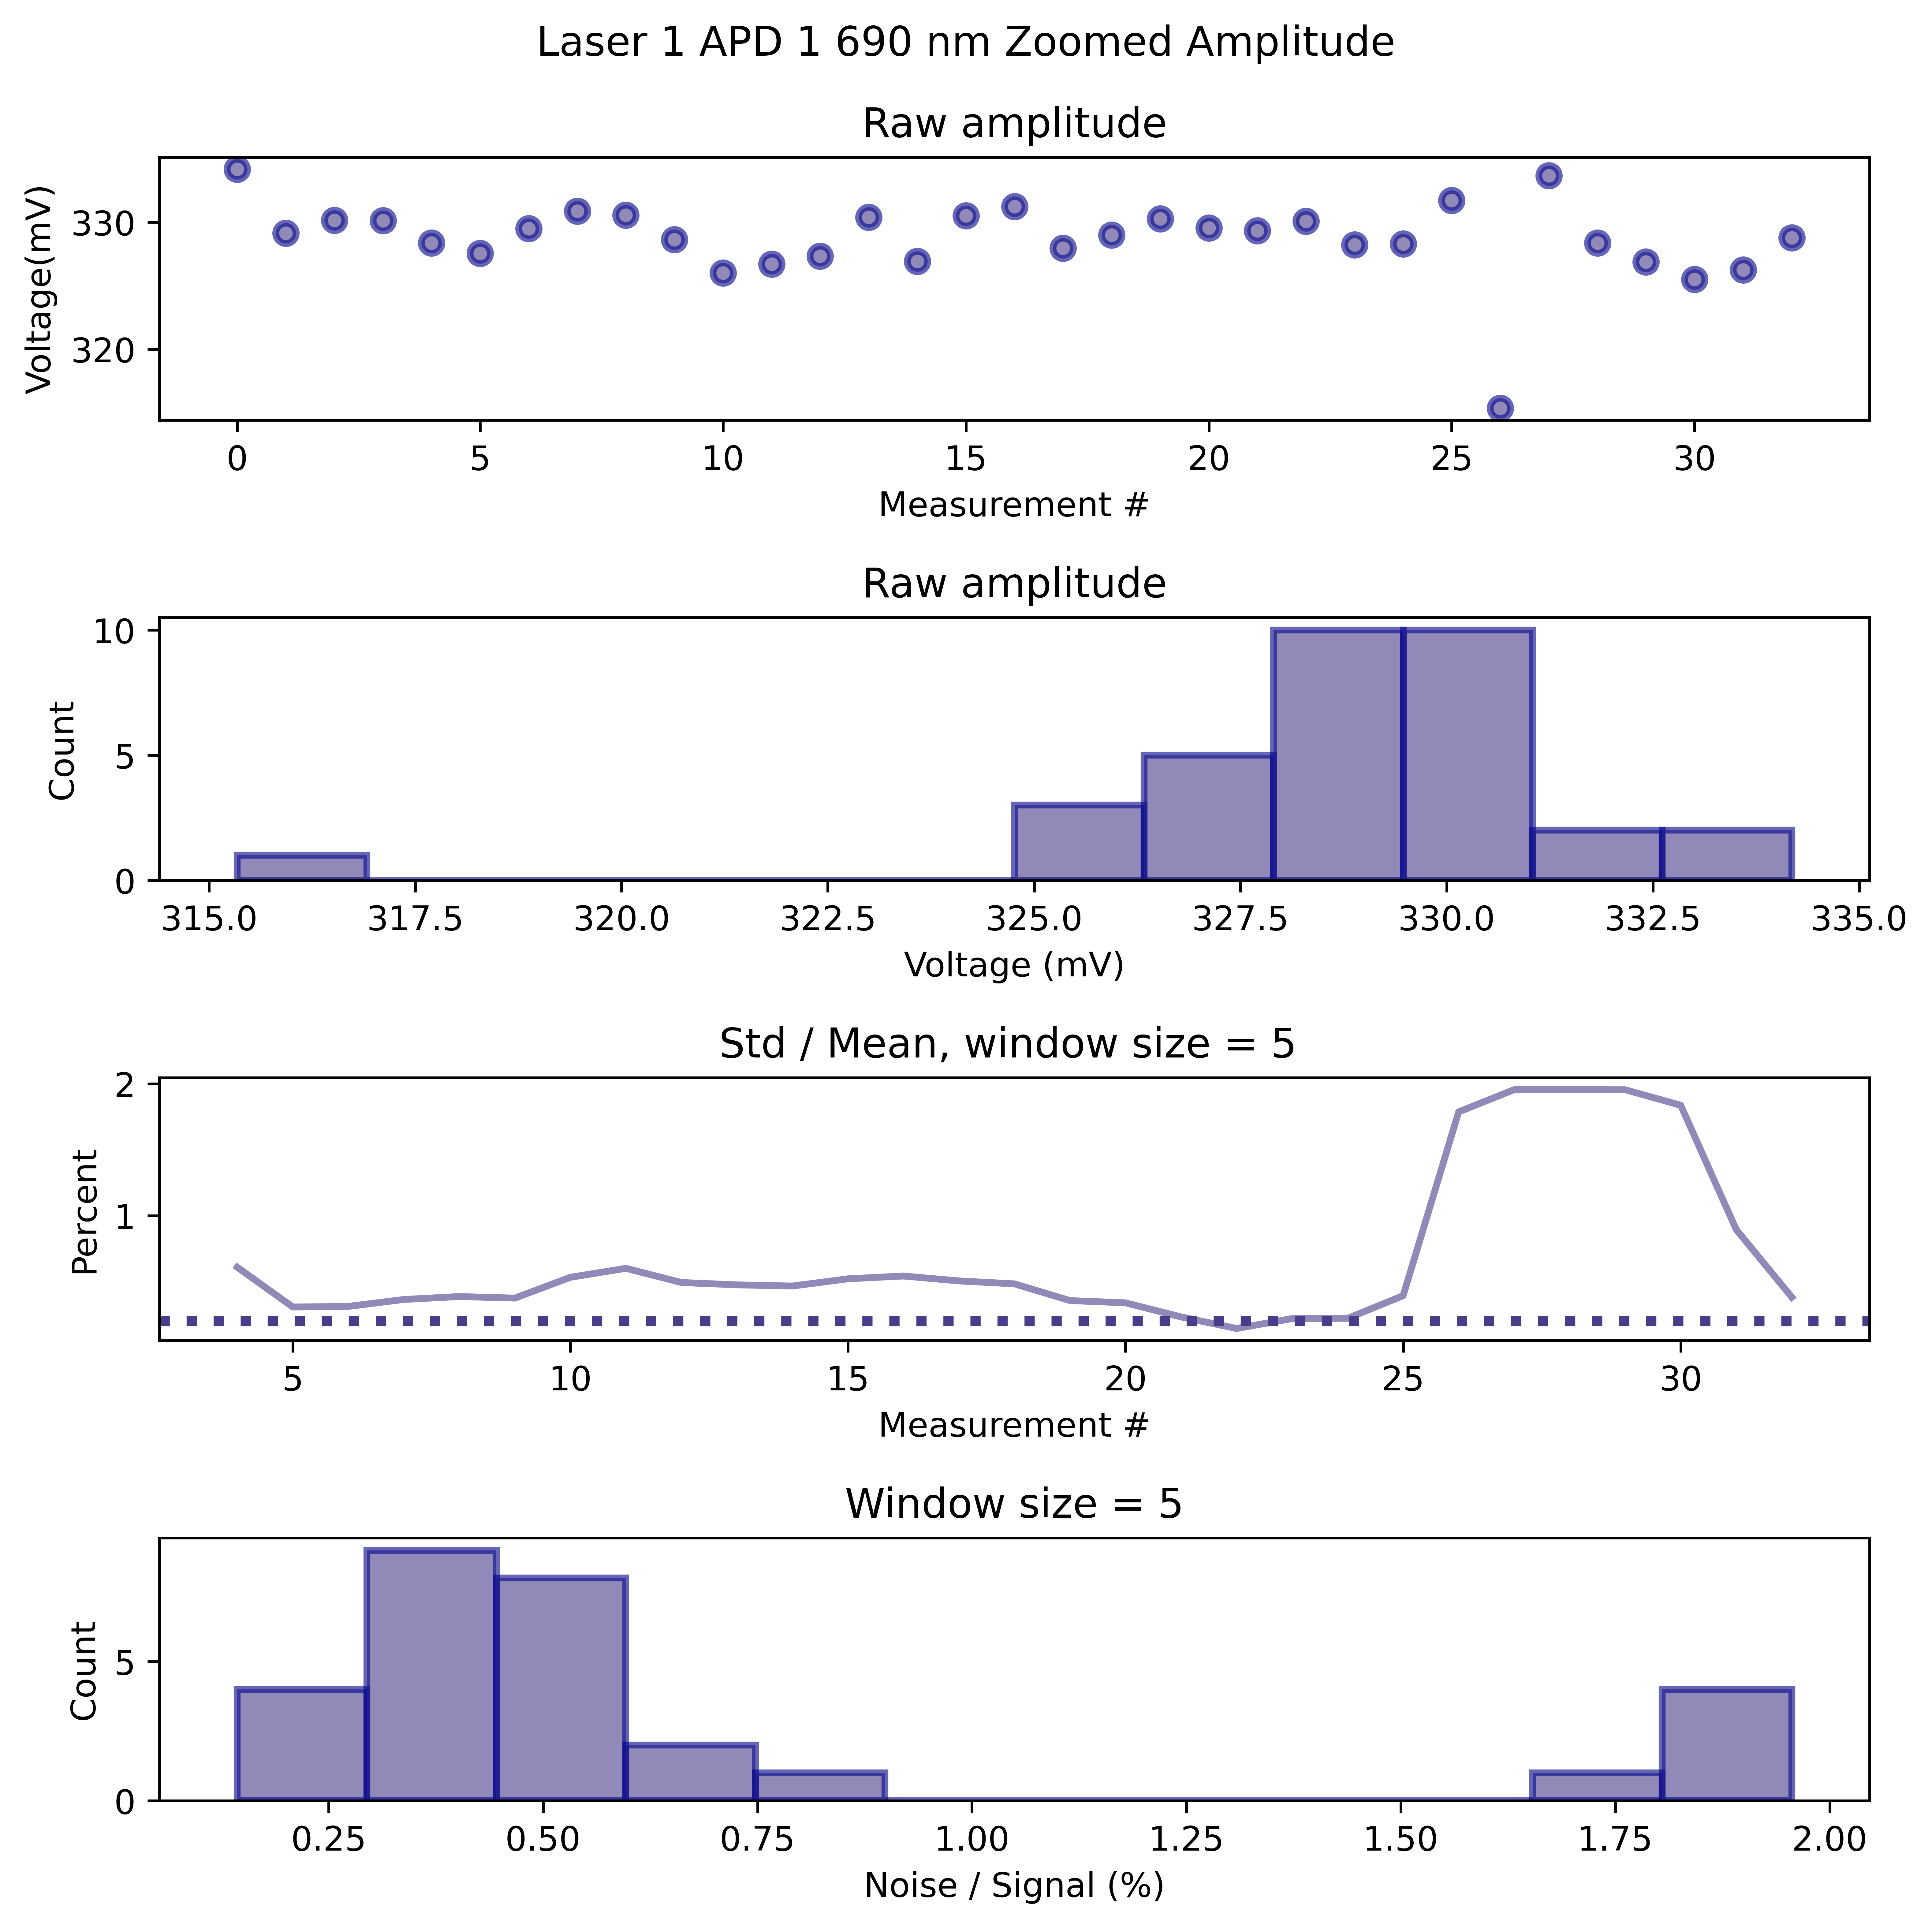 Laser 1 APD 1 690 nm Zoomed Amplitude
Raw amplitude
Voltage(mV)
330
320
0 5 10 15 20 25 30
Measurement #
Raw amplitude
Count
10
5
0
315.0 317.5 320.0 322.5 325.0 327.5 330.0 332.5 335.0
Voltage (mV)
Std / Mean, window size = 5
Percent
2
1
5 10 15 20 25 30
Measurement #
Window size = 5
Count
5
0
0.25 0.50 0.75 1.00 1.25 1.50 1.75 2.00
Noise / Signal (%)